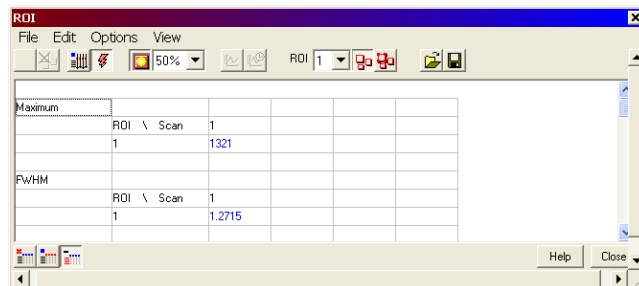 ROI
File Edit Options View
50% ROI 1
Maximum
ROI \ Scan 1
1 1321
FWHM
ROI \ Scan 1
1 1.2715
Help Close